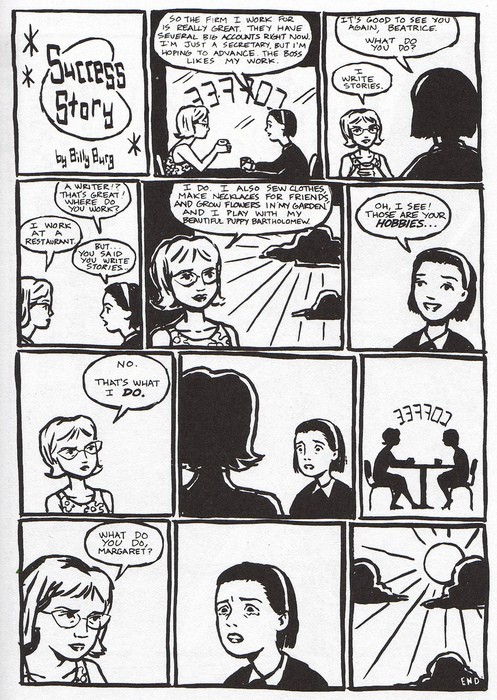 Success
Story
by Billy Burg
SO THE FIRM I WORK FOR
IS REALLY GREAT. THEY HAVE
SEVERAL BIG ACCOUNTS RIGHT NOW.
I'M JUST A SECRETARY, BUT I'M
HOPING TO ADVANCE. THE BOSS
LIKES MY WORK.
COFFEE
IT'S GOOD TO SEE YOU
AGAIN, BEATRICE.
WHAT DO
YOU DO?
I
WRITE
STORIES.
A WRITER!?
THAT'S GREAT!
WHERE DO
YOU WORK?
I WORK
AT A
RESTAURANT.
BUT...
YOU SAID
YOU WRITE
STORIES..
I DO. I ALSO SEW CLOTHES,
MAKE NECKLACES FOR FRIENDS,
AND GROW FLOWERS IN MY GARDEN,
AND I PLAY WITH MY
BEAUTIFUL PUPPY BARTHOLOMEW.
OH, I SEE!
THOSE ARE YOUR
HOBBIES...
NO.
THAT'S WHAT
I DO.
COFFEE
WHAT DO
YOU DO,
MARGARET?
END